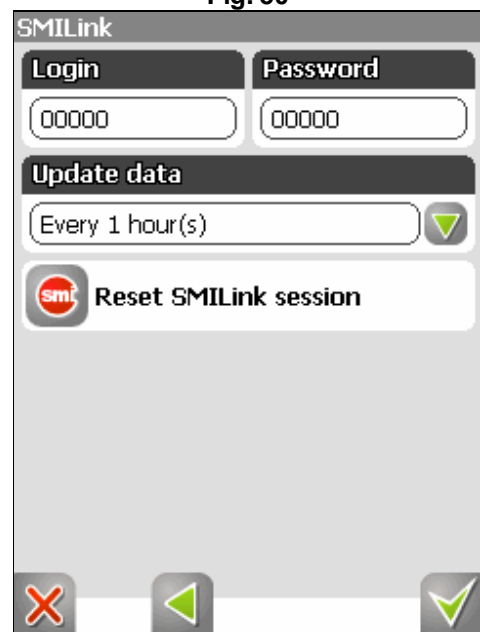 SMILink
Login Password
00000 00000
Update data
Every 1 hour(s)
smi Reset SMILink session